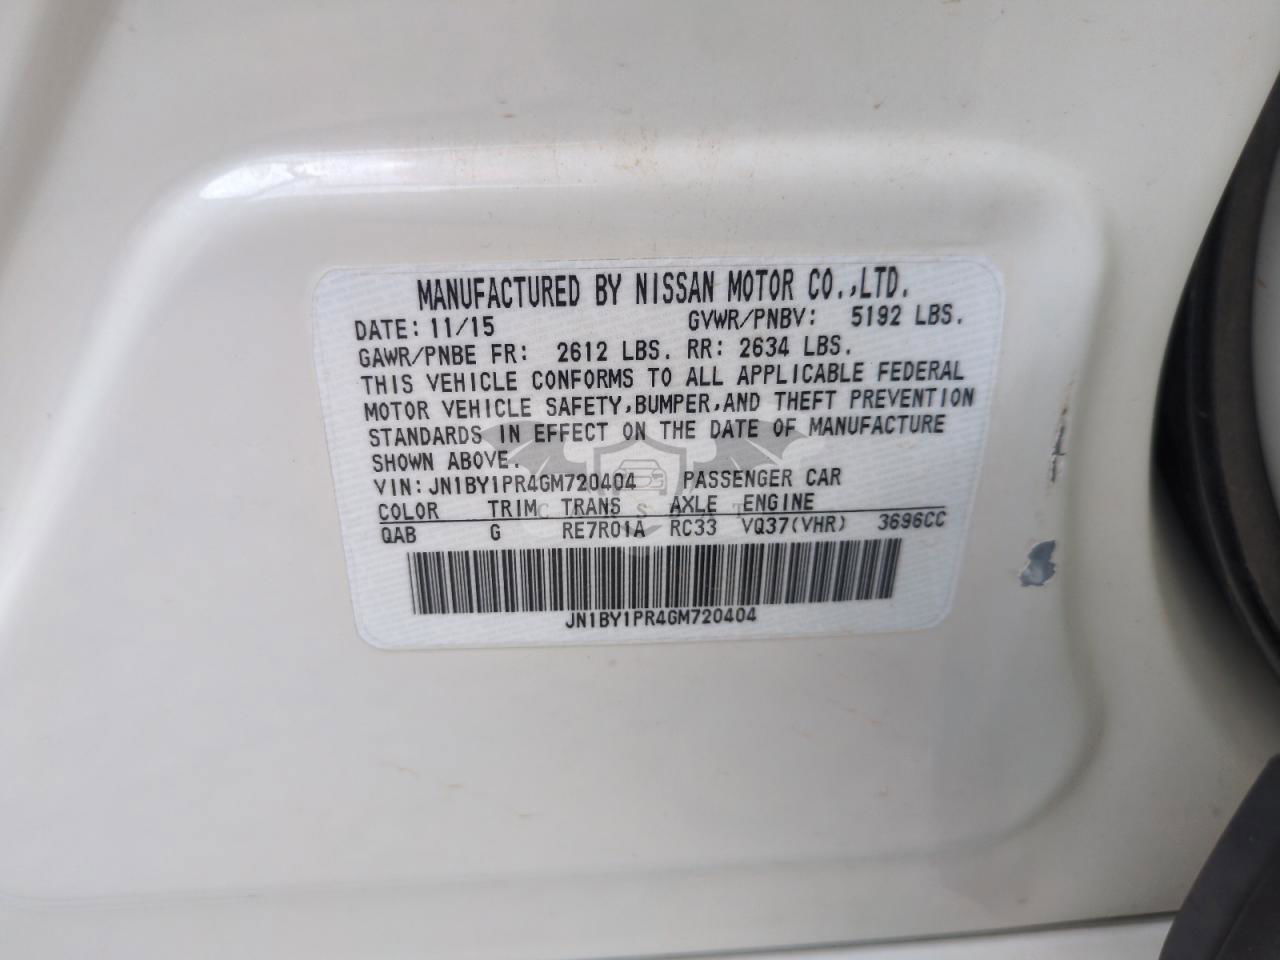 MANUFACTURED BY NISSAN MOTOR CO.,LTD.
DATE: 11/15 GVWR/PNBV: 5192 LBS.
GAWR/PNBE FR: 2612 LBS. RR: 2634 LBS.
THIS VEHICLE CONFORMS TO ALL APPLICABLE FEDERAL
MOTOR VEHICLE SAFETY,BUMPER,AND THEFT PREVENTION
STANDARDS IN EFFECT ON THE DATE OF MANUFACTURE
SHOWN ABOVE.
VIN: JN1BY1PR4GM720404 PASSENGER CAR
COLOR TRIM TRANS AXLE ENGINE
QAB G RE7R01A RC33 VQ37(VHR) 3696CC
JN1BY1PR4GM720404